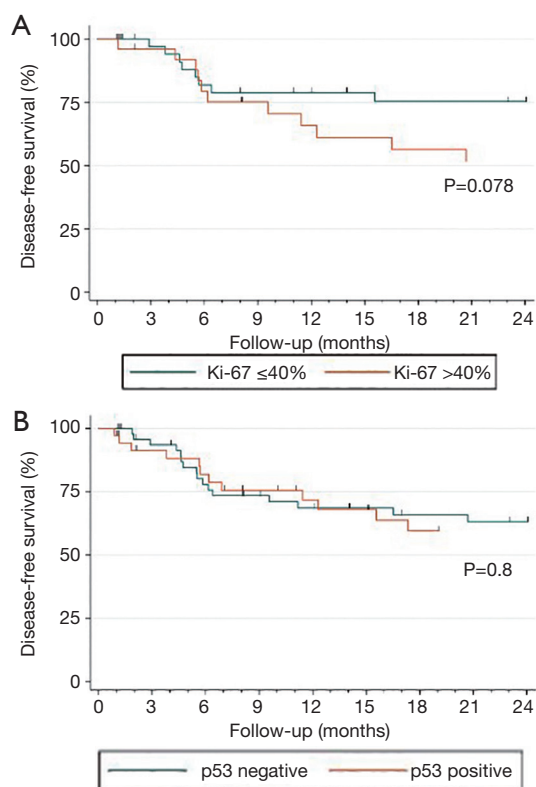 A
Disease-free survival (%)
100
75
50
25
0
P=0.078
0 3 6 9 12 15 18 21 24
Follow-up (months)
Ki-67 ≤40% Ki-67 >40%
B
Disease-free survival (%)
100
75
50
25
0
P=0.8
0 3 6 9 12 15 18 21 24
Follow-up (months)
p53 negative p53 positive